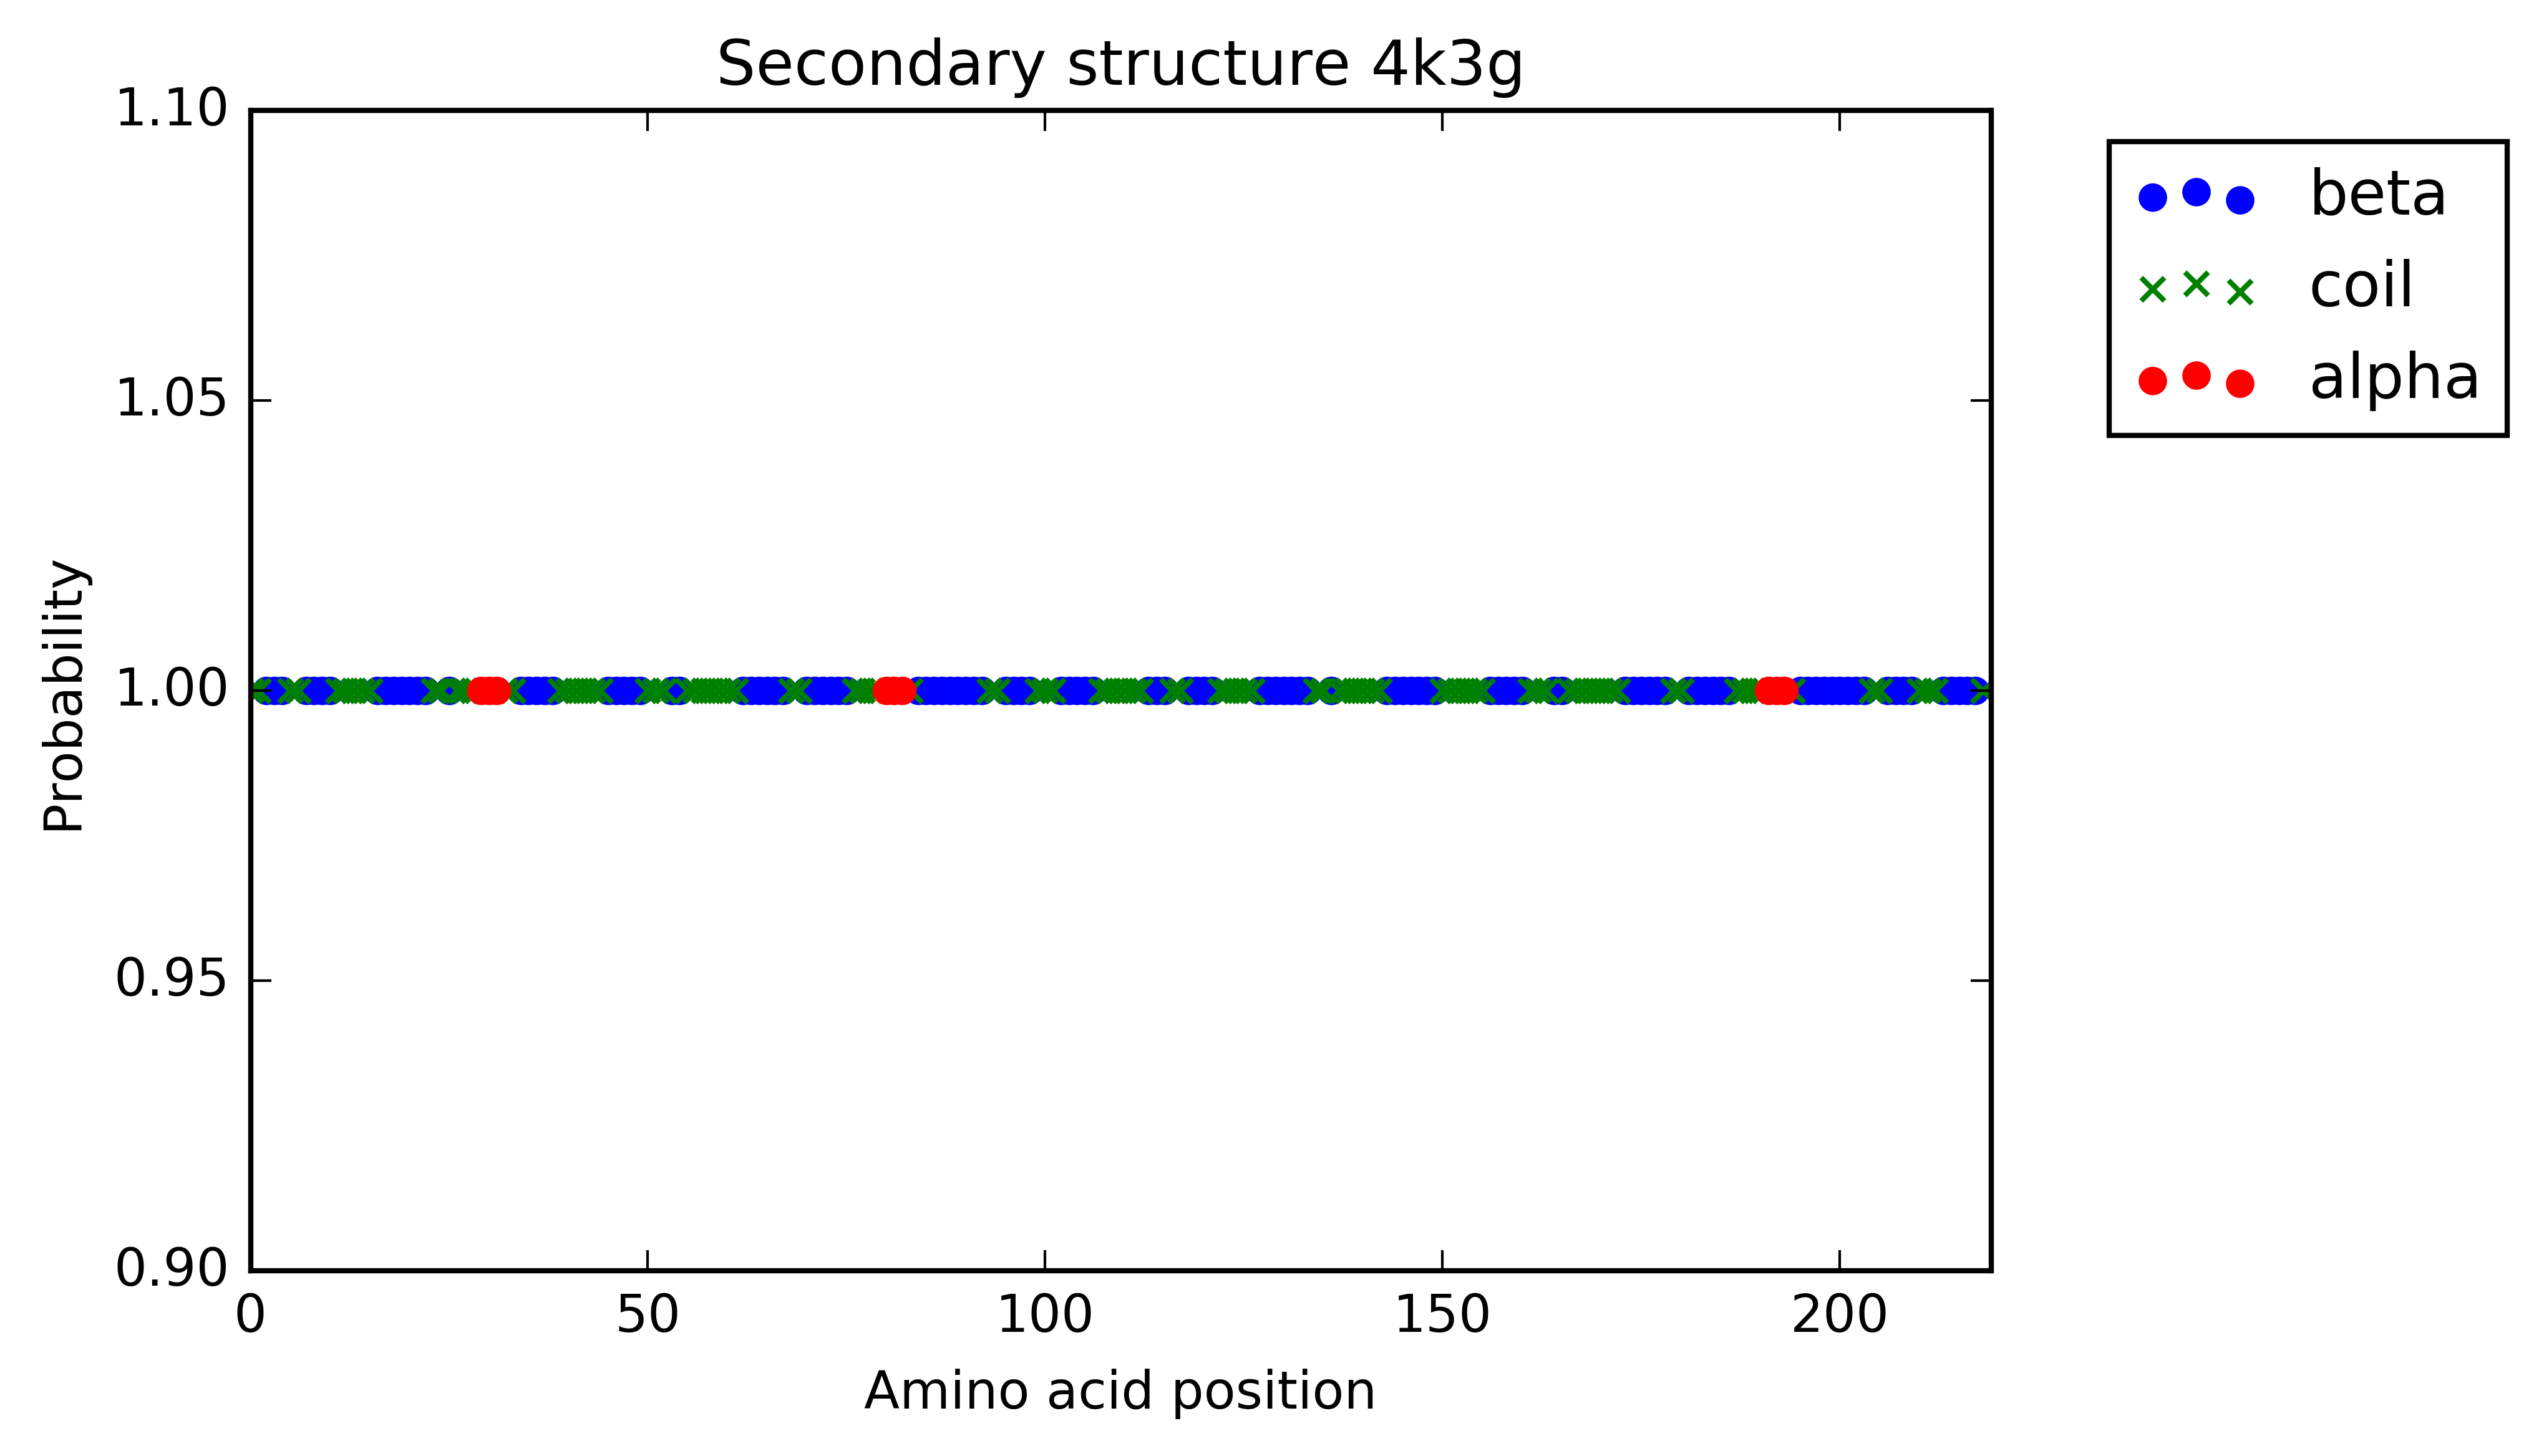 Secondary structure 4k3g
1.10
1.05
1.00
0.95
0.90
Probability
0 50 100 150 200
Amino acid position
beta
coil
alpha